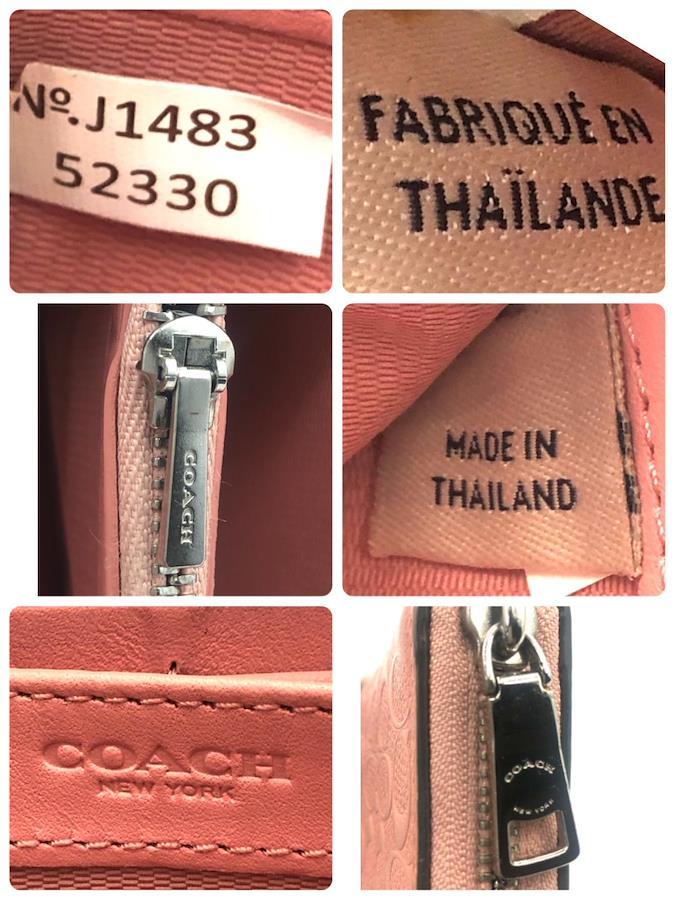 Nº.J1483
52330
FABRIQUÉ EN
THAÏLANDE
COACH
MADE IN
THAILAND
COACH
NEW YORK
COACH
NEW YORK